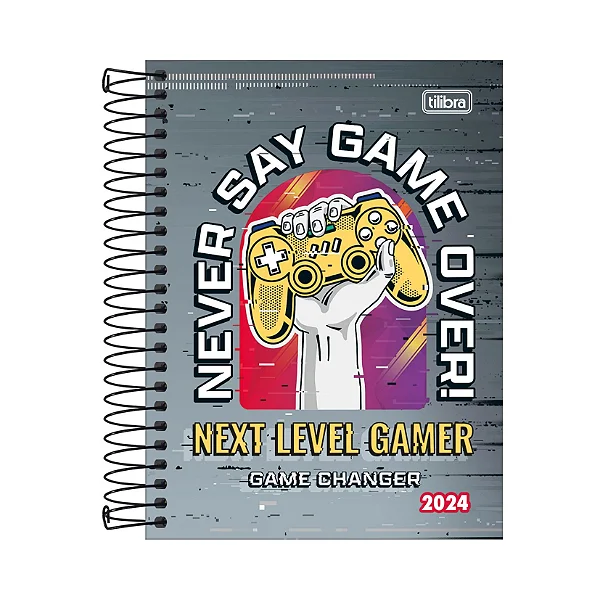 tilibra
NEVER SAY GAME OVER!
NEXT LEVEL GAMER
GAME CHANGER
2024